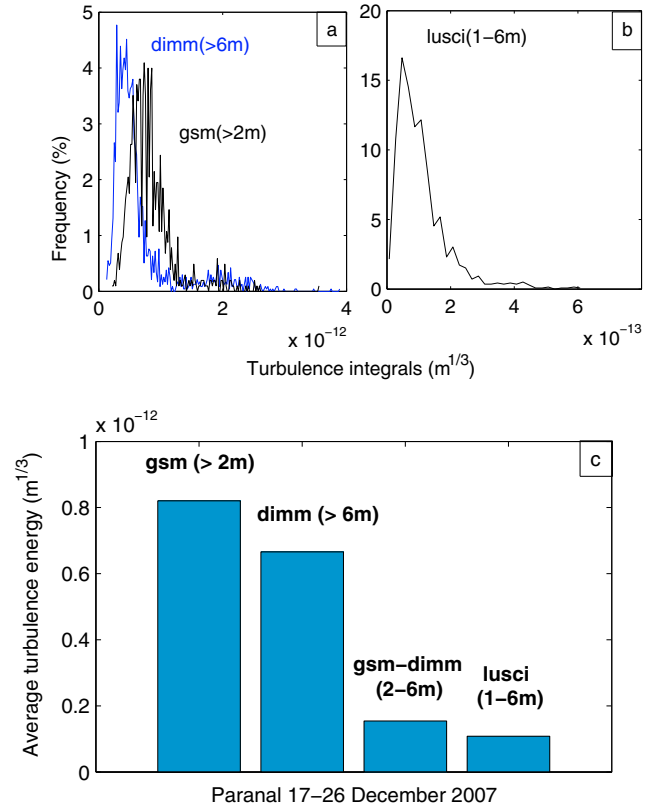 a
dimm(>6m)
gsm(>2m)
Frequency (%)
5
4
3
2
1
0
0 2 4
x 10⁻¹²
b
lusci(1−6m)
20
15
10
5
0
0 2 4 6
x 10⁻¹³
Turbulence integrals (m^1/3)
x 10⁻¹²
c
gsm (> 2m)
dimm (> 6m)
gsm−dimm
(2−6m)
lusci
(1−6m)
Average turbulence energy (m^1/3)
1
0.8
0.6
0.4
0.2
0
Paranal 17−26 December 2007